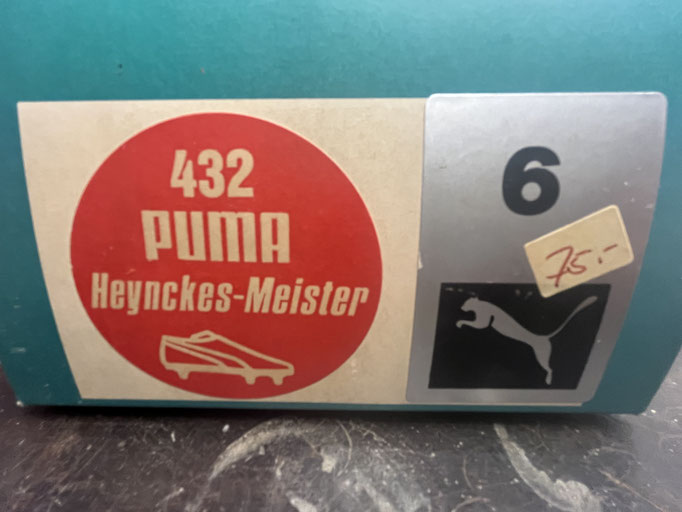 432
PUMA
Heynckes-Meister
6
75.-